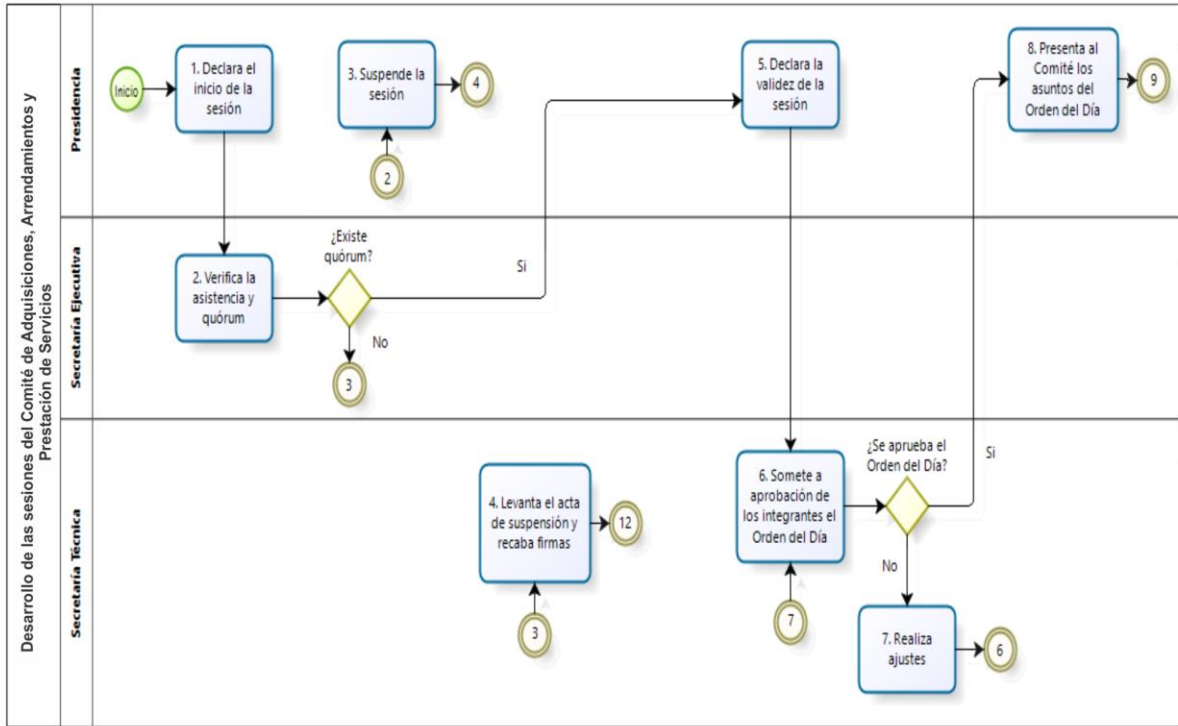 Desarrollo de las sesiones del Comité de Adquisiciones, Arrendamientos y
Prestación de Servicios
Presidencia
Inicio
1. Declara el
inicio de la
sesión
3. Suspende la
sesión
4
2
5. Declara la
validez de la
sesión
8. Presenta al
Comité los
asuntos del
Orden del Día
9
Secretaría Ejecutiva
2. Verifica la
asistencia y
quórum
¿Existe
quórum?
Si
No
3
Secretaría Técnica
4. Levanta el acta
de suspensión y
recaba firmas
12
3
6. Somete a
aprobación de
los integrantes el
Orden del Día
7
¿Se aprueba el
Orden del Día?
Si
No
7. Realiza
ajustes
6